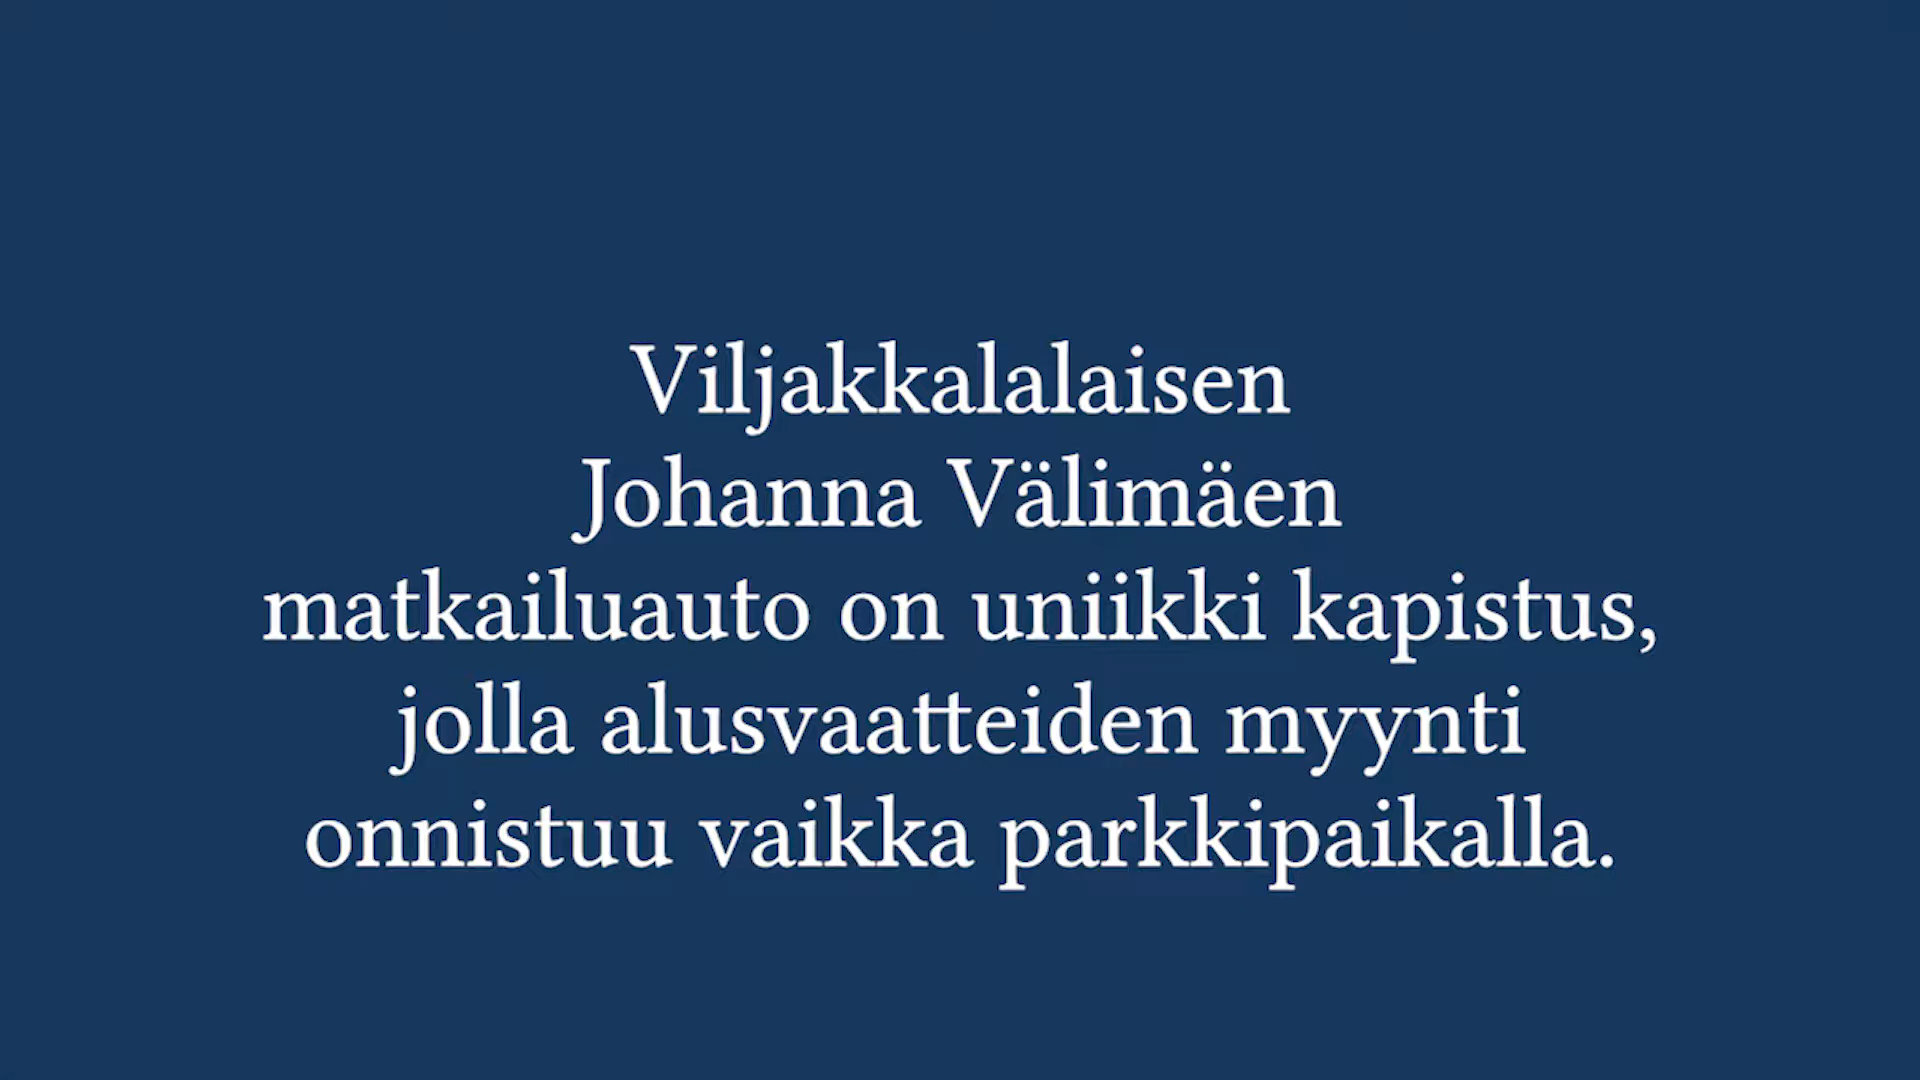 Viljakkalalaisen
Johanna Välimäen
matkailuauto on uniikki kapistus,
jolla alusvaatteiden myynti
onnistuu vaikka parkkipaikalla.